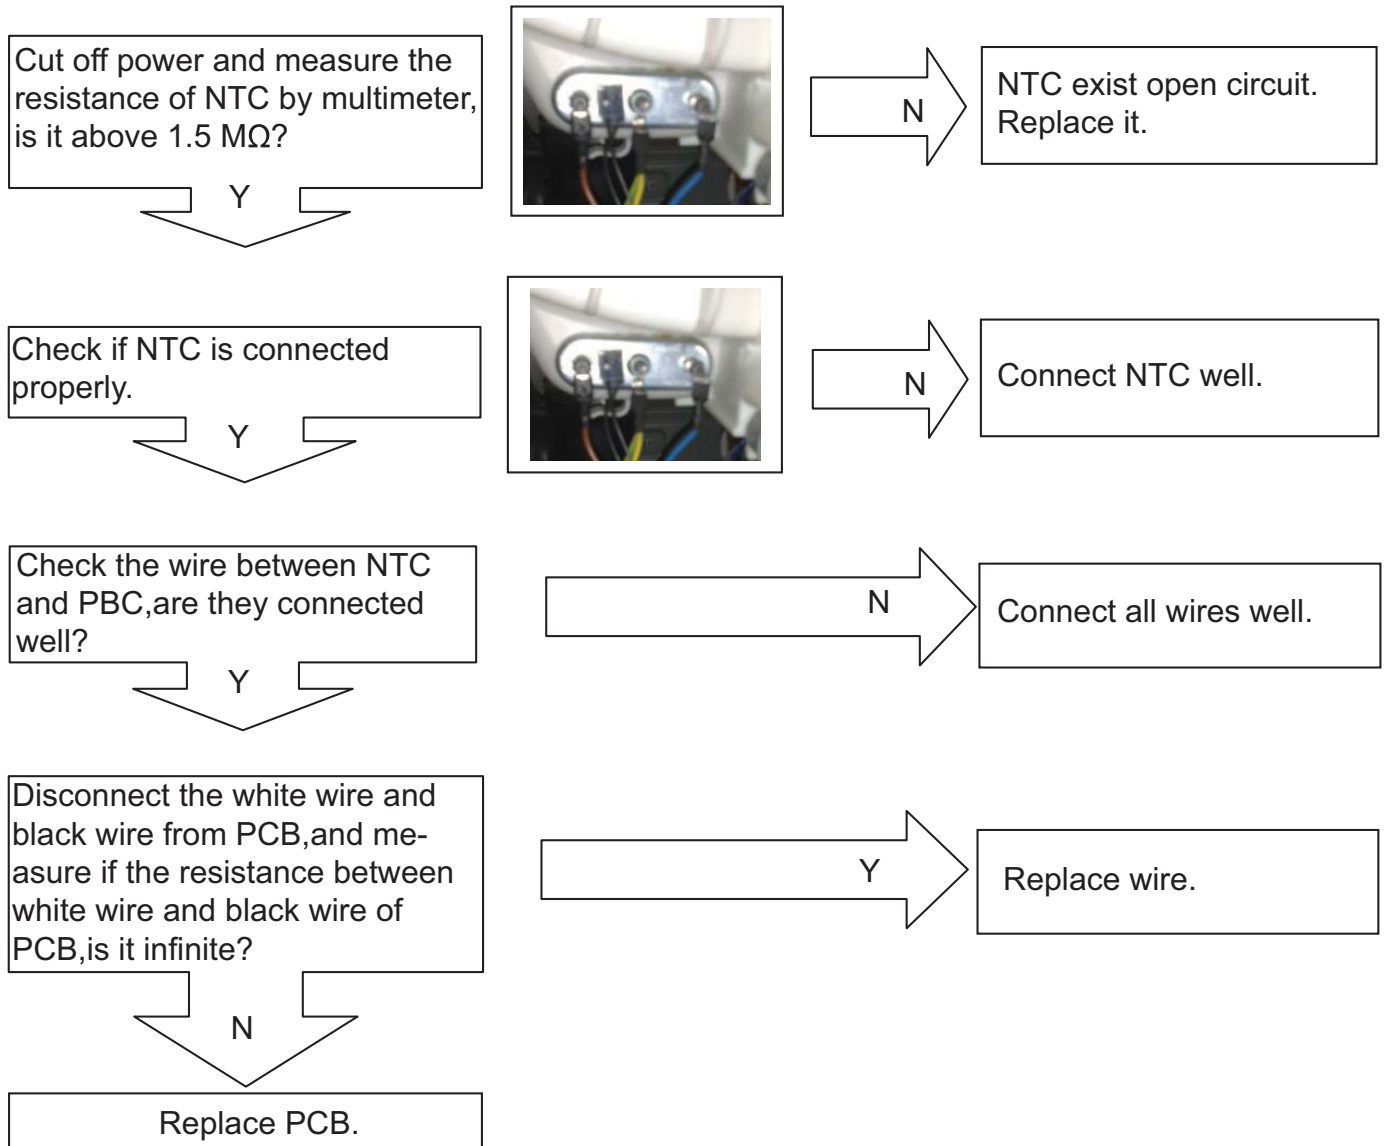 Cut off power and measure the
resistance of NTC by multimeter,
is it above 1.5 MΩ?
Y
N
NTC exist open circuit.
Replace it.
Check if NTC is connected
properly.
Y
N
Connect NTC well.
Check the wire between NTC
and PBC,are they connected
well?
Y
N
Connect all wires well.
Disconnect the white wire and
black wire from PCB,and me-
asure if the resistance between
white wire and black wire of
PCB,is it infinite?
N
Y
Replace wire.
Replace PCB.